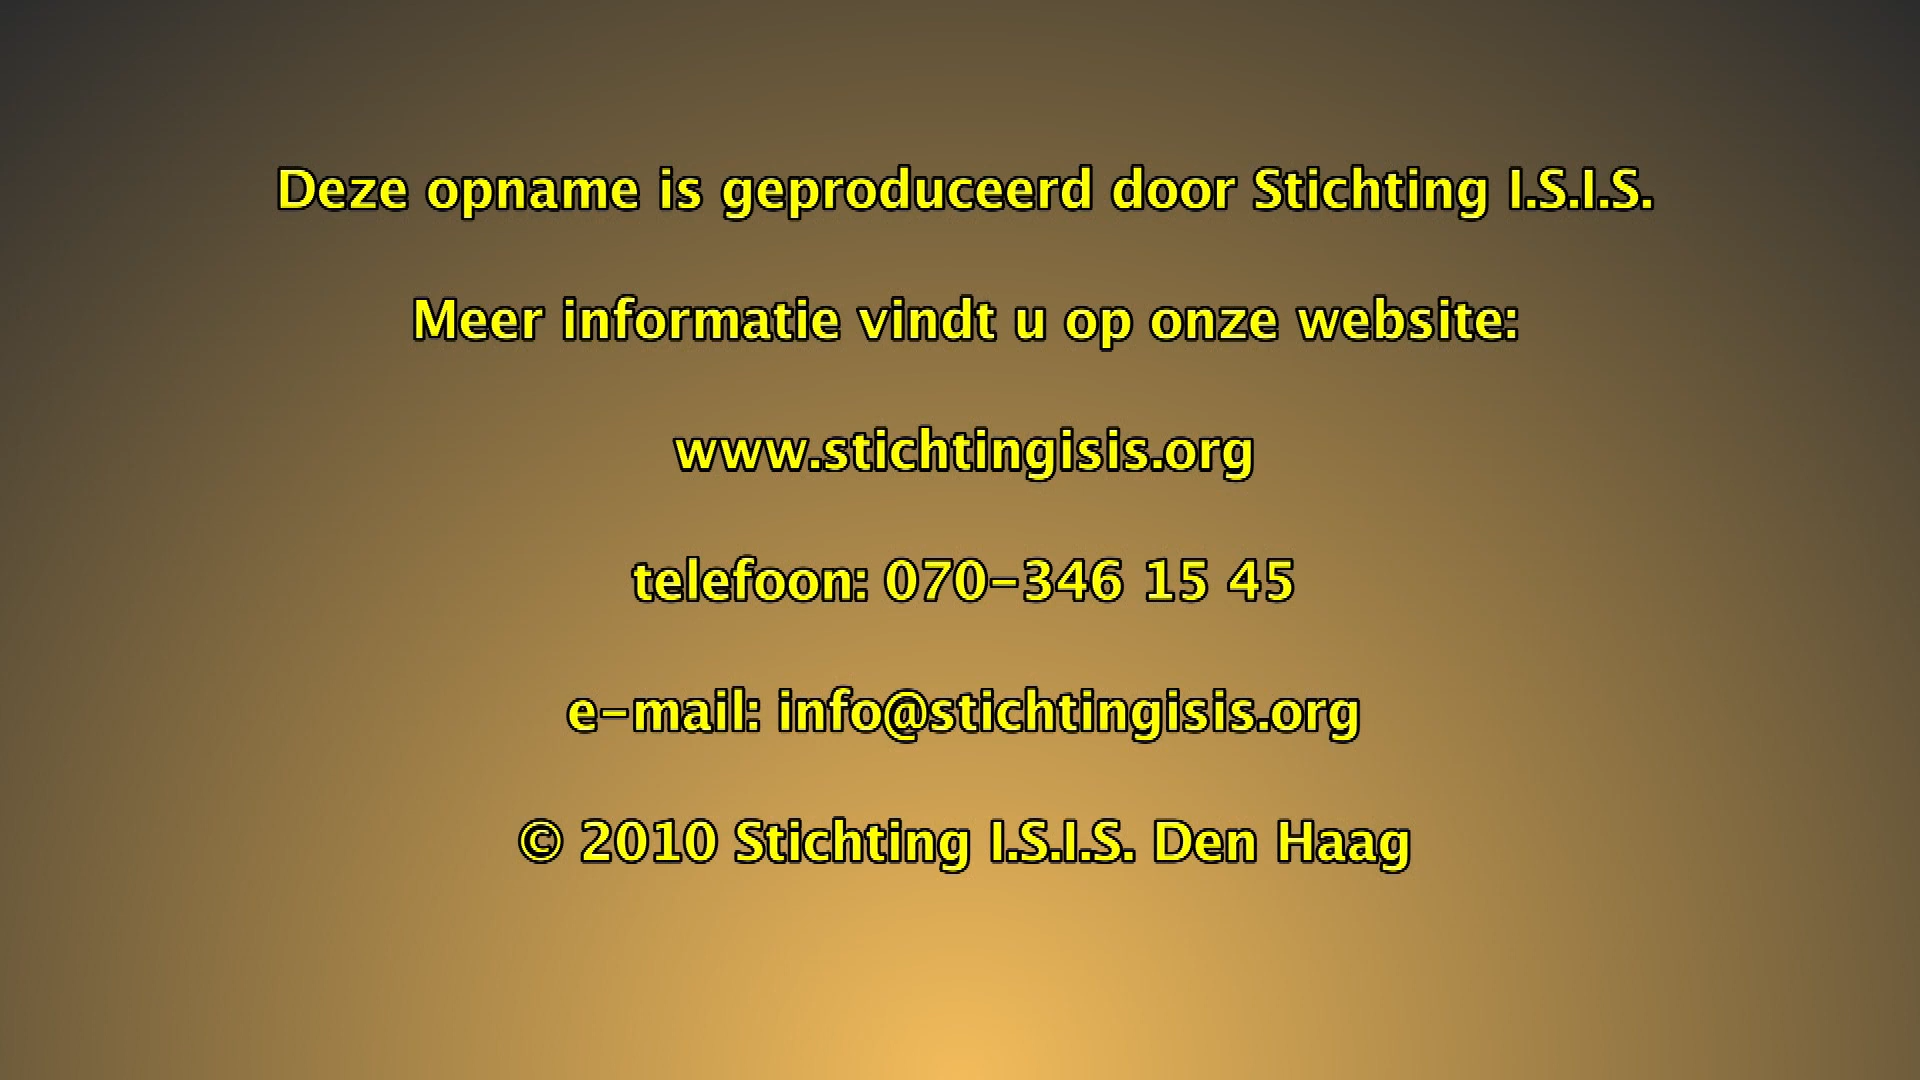 Deze opname is geproduceerd door Stichting I.S.I.S.
Meer informatie vindt u op onze website:
www.stichtingisis.org
telefoon: 070-346 15 45
e-mail: info@stichtingisis.org
© 2010 Stichting I.S.I.S. Den Haag